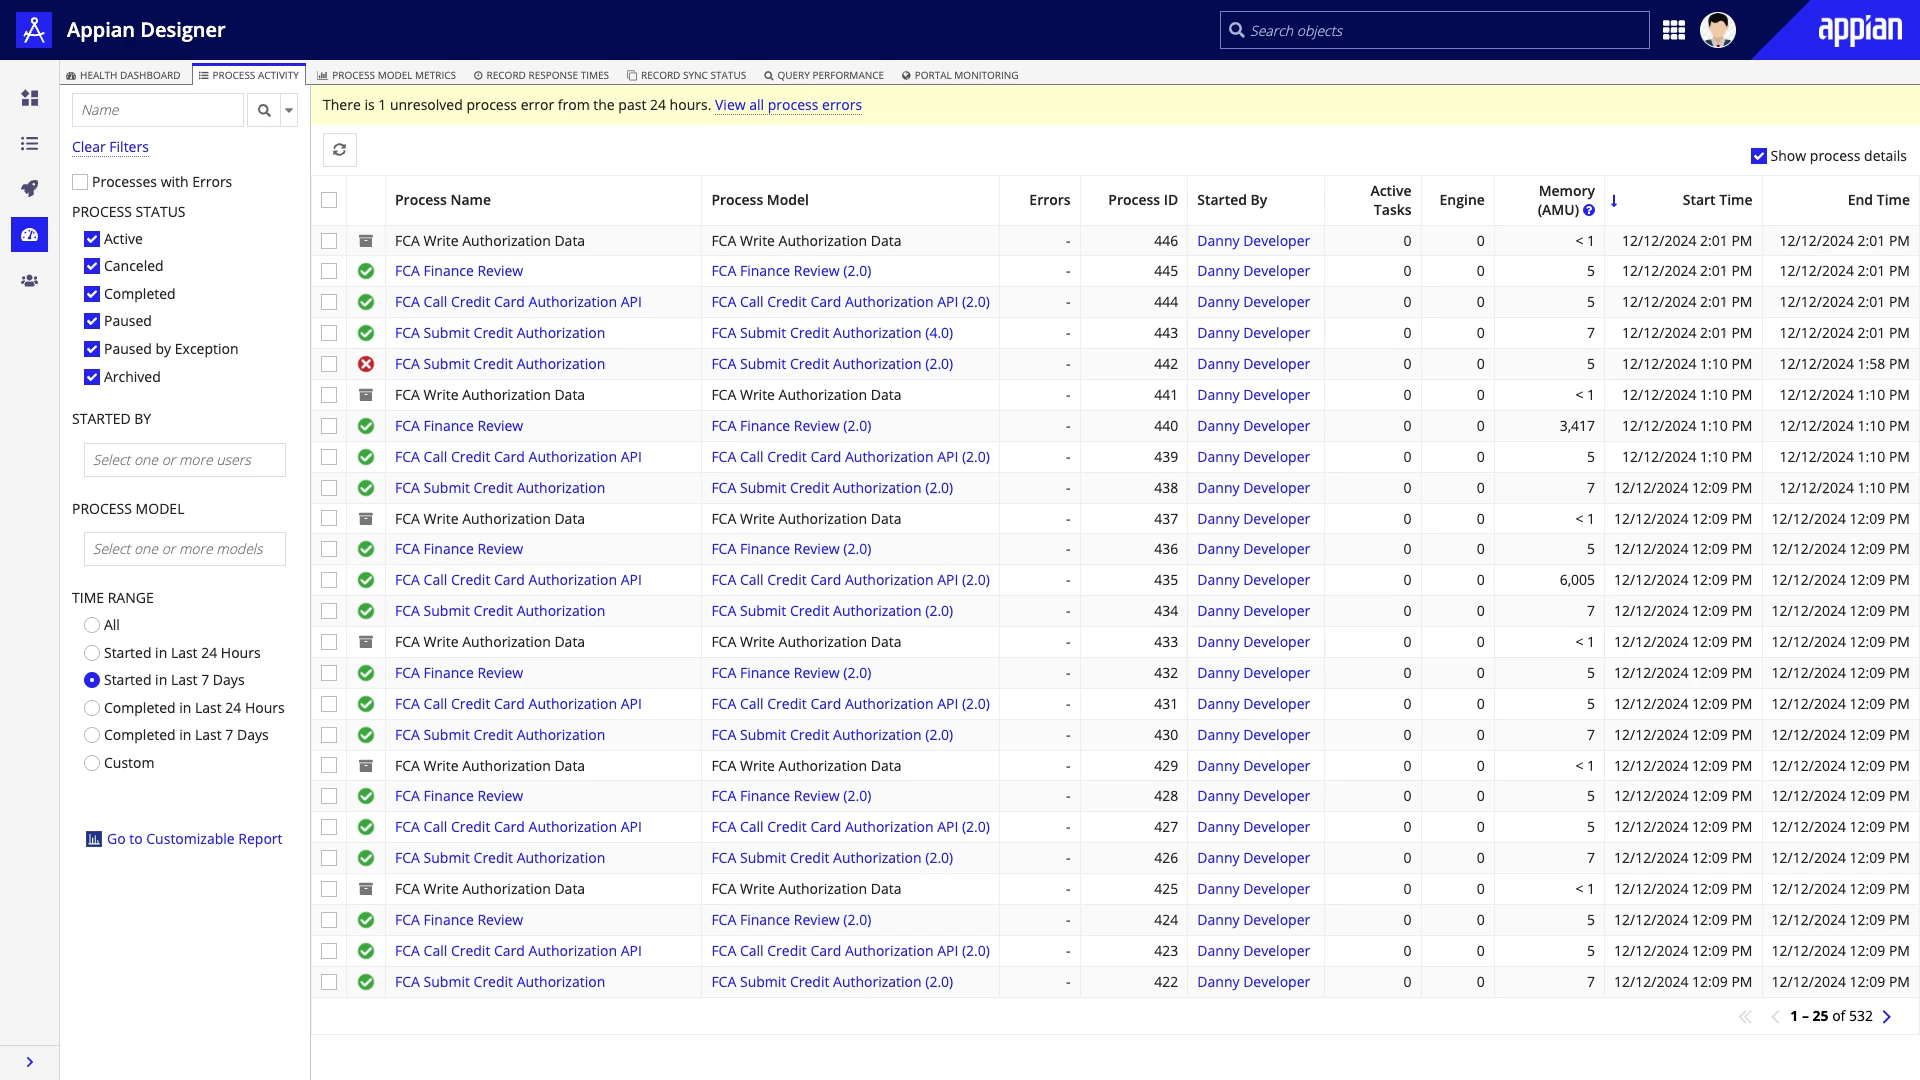 Appian Designer
Search objects
appian
HEALTH DASHBOARD PROCESS ACTIVITY PROCESS MODEL METRICS RECORD RESPONSE TIMES RECORD SYNC STATUS QUERY PERFORMANCE PORTAL MONITORING
Name
Clear Filters
Processes with Errors
PROCESS STATUS
Active
Canceled
Completed
Paused
Paused by Exception
Archived
STARTED BY
Select one or more users
PROCESS MODEL
Select one or more models
TIME RANGE
All
Started in Last 24 Hours
Started in Last 7 Days
Completed in Last 24 Hours
Completed in Last 7 Days
Custom
Go to Customizable Report
There is 1 unresolved process error from the past 24 hours. View all process errors
Show process details
Process Name Process Model Errors Process ID Started By Active Tasks Engine Memory (AMU) ? ↓ Start Time End Time
FCA Write Authorization Data FCA Write Authorization Data - 446 Danny Developer 0 0 < 1 12/12/2024 2:01 PM 12/12/2024 2:01 PM
FCA Finance Review FCA Finance Review (2.0) - 445 Danny Developer 0 0 5 12/12/2024 2:01 PM 12/12/2024 2:01 PM
FCA Call Credit Card Authorization API FCA Call Credit Card Authorization API (2.0) - 444 Danny Developer 0 0 5 12/12/2024 2:01 PM 12/12/2024 2:01 PM
FCA Submit Credit Authorization FCA Submit Credit Authorization (4.0) - 443 Danny Developer 0 0 7 12/12/2024 2:01 PM 12/12/2024 2:01 PM
FCA Submit Credit Authorization FCA Submit Credit Authorization (2.0) - 442 Danny Developer 0 0 5 12/12/2024 1:10 PM 12/12/2024 1:58 PM
FCA Write Authorization Data FCA Write Authorization Data - 441 Danny Developer 0 0 < 1 12/12/2024 1:10 PM 12/12/2024 1:10 PM
FCA Finance Review FCA Finance Review (2.0) - 440 Danny Developer 0 0 3,417 12/12/2024 1:10 PM 12/12/2024 1:10 PM
FCA Call Credit Card Authorization API FCA Call Credit Card Authorization API (2.0) - 439 Danny Developer 0 0 5 12/12/2024 1:10 PM 12/12/2024 1:10 PM
FCA Submit Credit Authorization FCA Submit Credit Authorization (2.0) - 438 Danny Developer 0 0 7 12/12/2024 12:09 PM 12/12/2024 1:10 PM
FCA Write Authorization Data FCA Write Authorization Data - 437 Danny Developer 0 0 < 1 12/12/2024 12:09 PM 12/12/2024 12:09 PM
FCA Finance Review FCA Finance Review (2.0) - 436 Danny Developer 0 0 5 12/12/2024 12:09 PM 12/12/2024 12:09 PM
FCA Call Credit Card Authorization API FCA Call Credit Card Authorization API (2.0) - 435 Danny Developer 0 0 6,005 12/12/2024 12:09 PM 12/12/2024 12:09 PM
FCA Submit Credit Authorization FCA Submit Credit Authorization (2.0) - 434 Danny Developer 0 0 7 12/12/2024 12:09 PM 12/12/2024 12:09 PM
FCA Write Authorization Data FCA Write Authorization Data - 433 Danny Developer 0 0 < 1 12/12/2024 12:09 PM 12/12/2024 12:09 PM
FCA Finance Review FCA Finance Review (2.0) - 432 Danny Developer 0 0 5 12/12/2024 12:09 PM 12/12/2024 12:09 PM
FCA Call Credit Card Authorization API FCA Call Credit Card Authorization API (2.0) - 431 Danny Developer 0 0 5 12/12/2024 12:09 PM 12/12/2024 12:09 PM
FCA Submit Credit Authorization FCA Submit Credit Authorization (2.0) - 430 Danny Developer 0 0 7 12/12/2024 12:09 PM 12/12/2024 12:09 PM
FCA Write Authorization Data FCA Write Authorization Data - 429 Danny Developer 0 0 < 1 12/12/2024 12:09 PM 12/12/2024 12:09 PM
FCA Finance Review FCA Finance Review (2.0) - 428 Danny Developer 0 0 5 12/12/2024 12:09 PM 12/12/2024 12:09 PM
FCA Call Credit Card Authorization API FCA Call Credit Card Authorization API (2.0) - 427 Danny Developer 0 0 5 12/12/2024 12:09 PM 12/12/2024 12:09 PM
FCA Submit Credit Authorization FCA Submit Credit Authorization (2.0) - 426 Danny Developer 0 0 7 12/12/2024 12:09 PM 12/12/2024 12:09 PM
FCA Write Authorization Data FCA Write Authorization Data - 425 Danny Developer 0 0 < 1 12/12/2024 12:09 PM 12/12/2024 12:09 PM
FCA Finance Review FCA Finance Review (2.0) - 424 Danny Developer 0 0 5 12/12/2024 12:09 PM 12/12/2024 12:09 PM
FCA Call Credit Card Authorization API FCA Call Credit Card Authorization API (2.0) - 423 Danny Developer 0 0 5 12/12/2024 12:09 PM 12/12/2024 12:09 PM
FCA Submit Credit Authorization FCA Submit Credit Authorization (2.0) - 422 Danny Developer 0 0 7 12/12/2024 12:09 PM 12/12/2024 12:09 PM
1 – 25 of 532